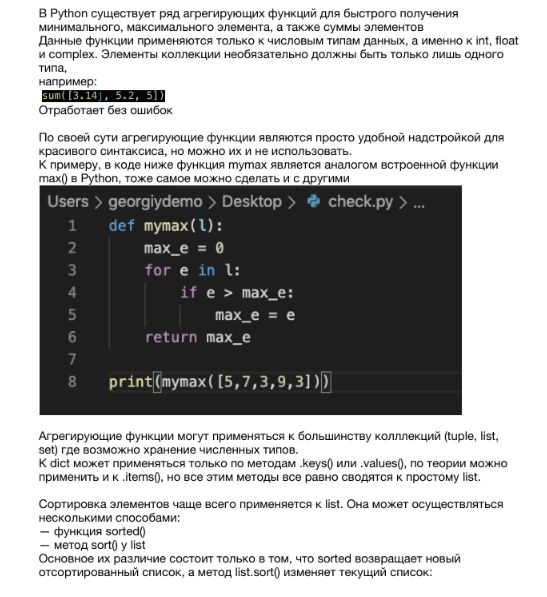 В Python существует ряд агрегирующих функций для быстрого получения
минимального, максимального элемента, а также суммы элементов
Данные функции применяются только к числовым типам данных, а именно к int, float
и complex. Элементы коллекции необязательно должны быть только лишь одного
типа,
например:
sum([3.14j, 5.2, 5])
Отработает без ошибок
По своей сути агрегирующие функции являются просто удобной надстройкой для
красивого синтаксиса, но можно их и не использовать.
К примеру, в коде ниже функция mymax является аналогом встроенной функции
max() в Python, тоже самое можно сделать и с другими
Users > georgiydemo > Desktop > check.py > ...
1 def mymax(l):
2 max_e = 0
3 for e in l:
4 if e > max_e:
5 max_e = e
6 return max_e
7
8 print(mymax([5,7,3,9,3]))
Агрегирующие функции могут применяться к большинству колллекций (tuple, list,
set) где возможно хранение численных типов.
К dict может применяться только по методам .keys() или .values(), по теории можно
применить и к .items(), но все этим методы все равно сводятся к простому list.
Сортировка элементов чаще всего применяется к list. Она может осуществляться
несколькими способами:
— функция sorted()
— метод sort() у list
Основное их различие состоит только в том, что sorted возвращает новый
отсортированный список, а метод list.sort() изменяет текущий список: